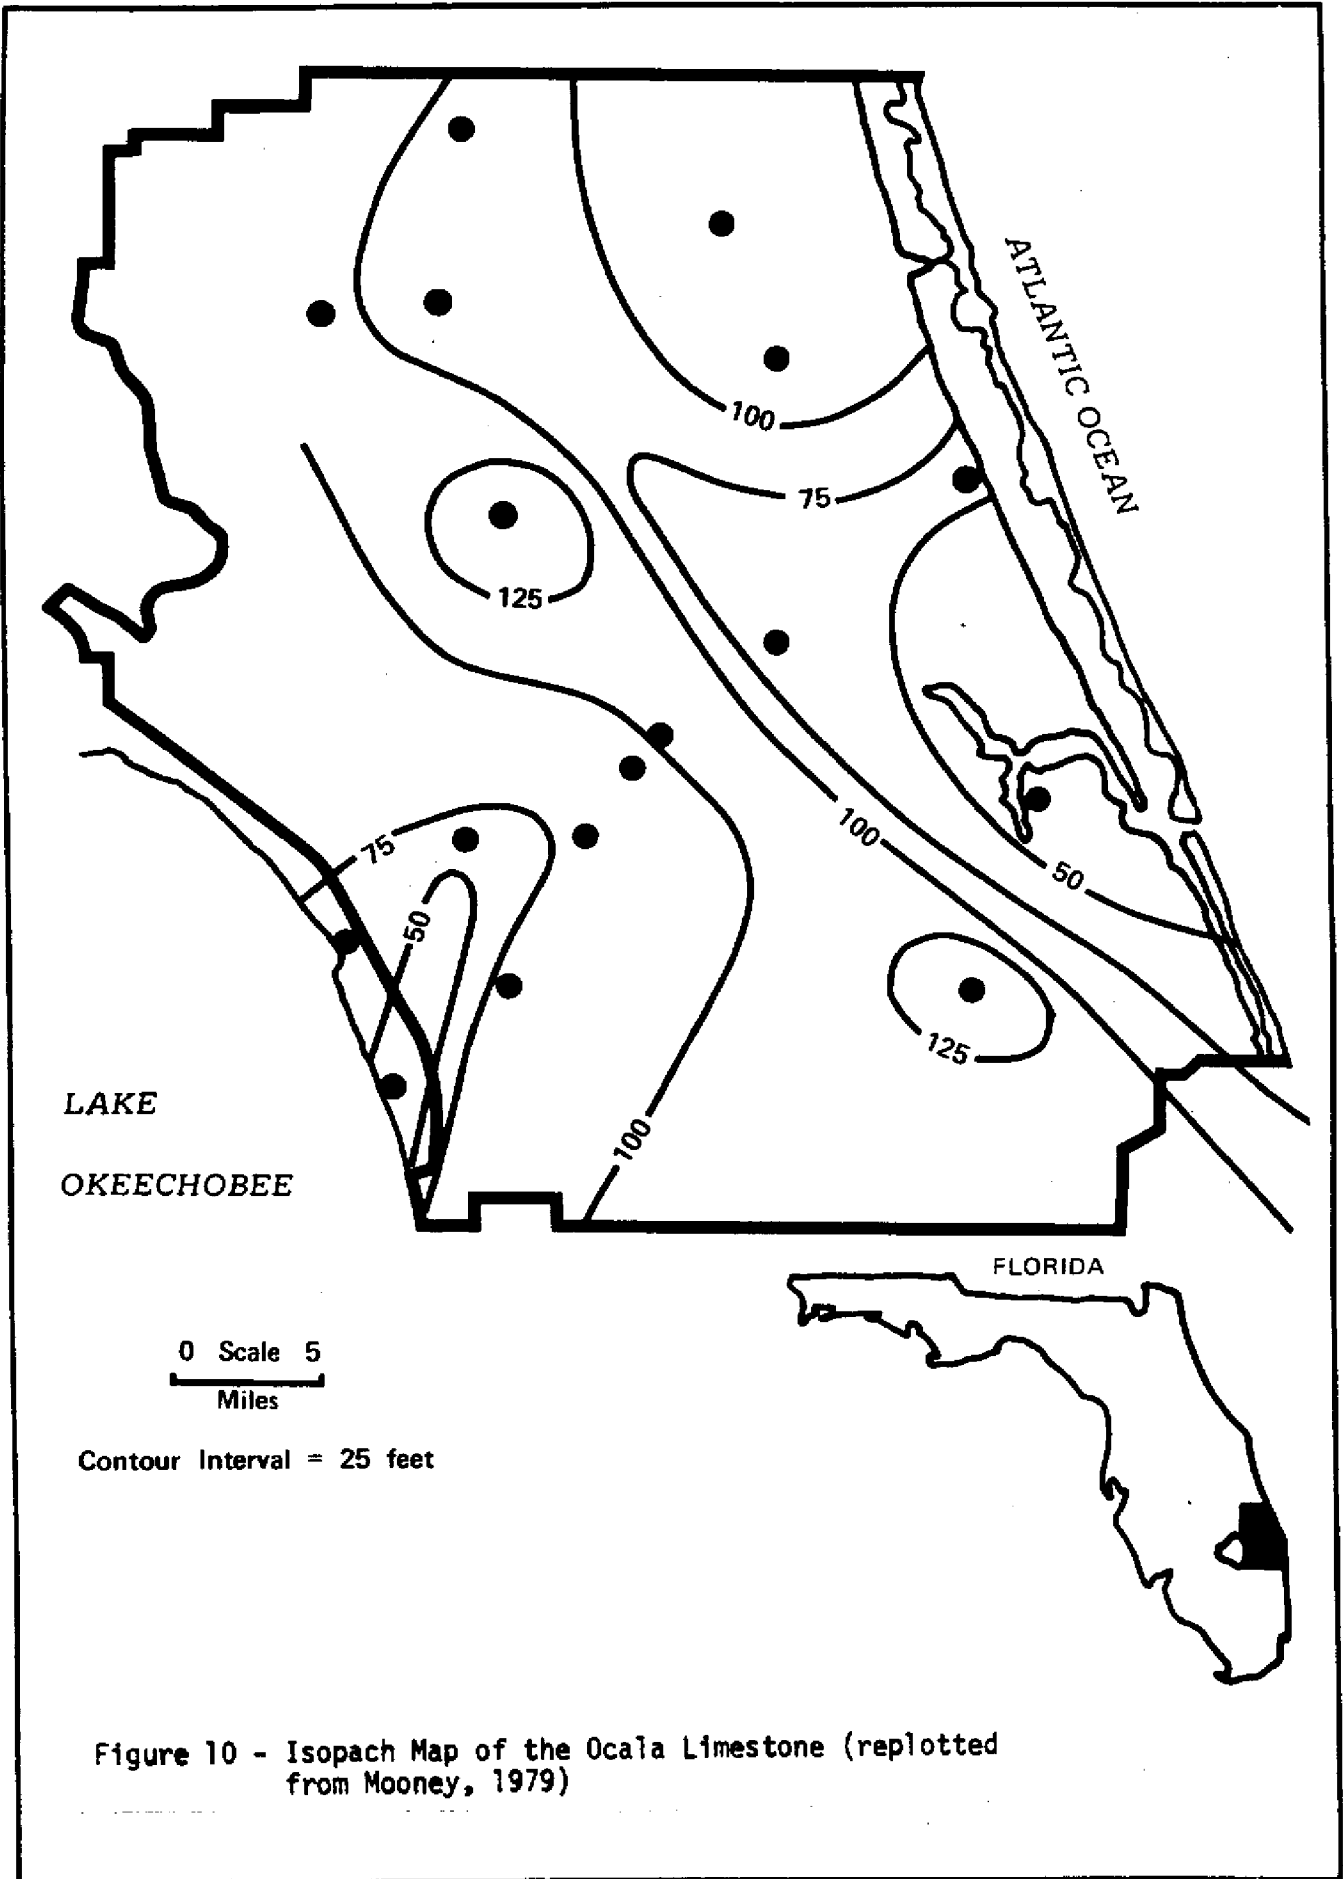 ATLANTIC OCEAN
100
75
125
100
75
50
50
125
100
LAKE
OKEECHOBEE
FLORIDA
0 Scale 5
Miles
Contour Interval = 25 feet
Figure 10 - Isopach Map of the Ocala Limestone (replotted
from Mooney, 1979)